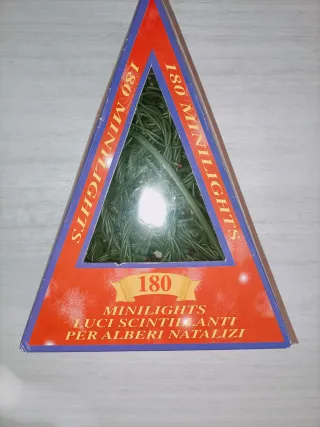 180 MINILIGHTS
180 MINILIGHTS
180
MINILIGHTS
LUCI SCINTILLANTI
PER ALBERI NATALIZI